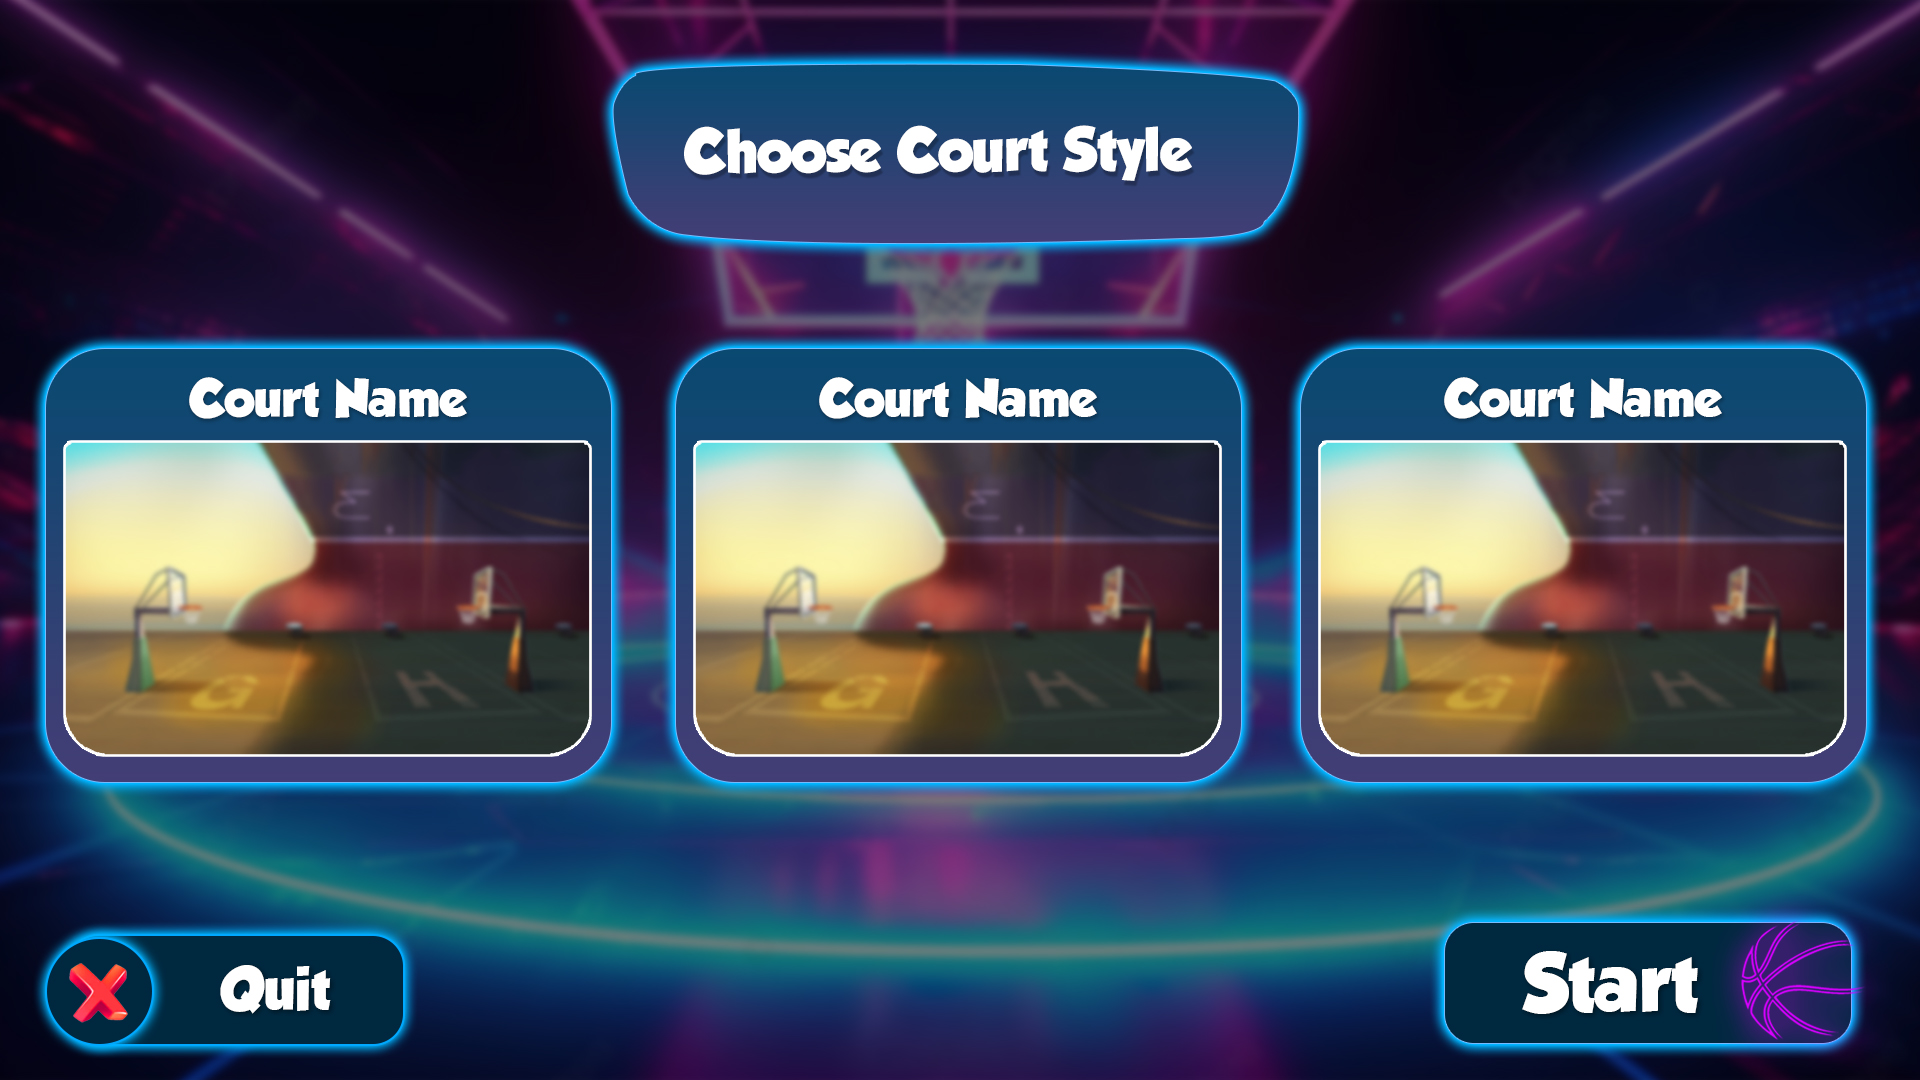 Choose Court Style
Court Name
Court Name
Court Name
G H
G H
G H
Quit
Start